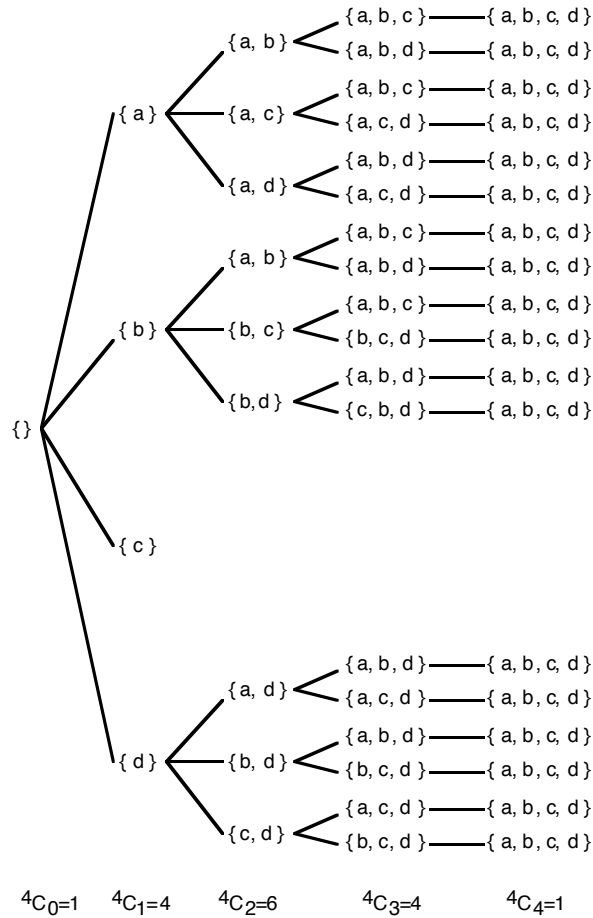 { a, b, c } { a, b, c, d }
{ a, b }
{ a, b, d } { a, b, c, d }
{ a, b, c } { a, b, c, d }
{ a } { a, c }
{ a, c, d } { a, b, c, d }
{ a, b, d } { a, b, c, d }
{ a, d }
{ a, c, d } { a, b, c, d }
{ a, b, c } { a, b, c, d }
{ a, b }
{ a, b, d } { a, b, c, d }
{ a, b, c } { a, b, c, d }
{ b } { b, c }
{ b, c, d } { a, b, c, d }
{ a, b, d } { a, b, c, d }
{b,d}
{ c, b, d } { a, b, c, d }
{}
{ c }
{ a, b, d } { a, b, c, d }
{ a, d }
{ a, c, d } { a, b, c, d }
{ a, b, d } { a, b, c, d }
{ d } { b, d }
{ b, c, d } { a, b, c, d }
{ a, c, d } { a, b, c, d }
{c, d}
{ b, c, d } { a, b, c, d }
⁴C₀=1 ⁴C₁=4 ⁴C₂=6 ⁴C₃=4 ⁴C₄=1